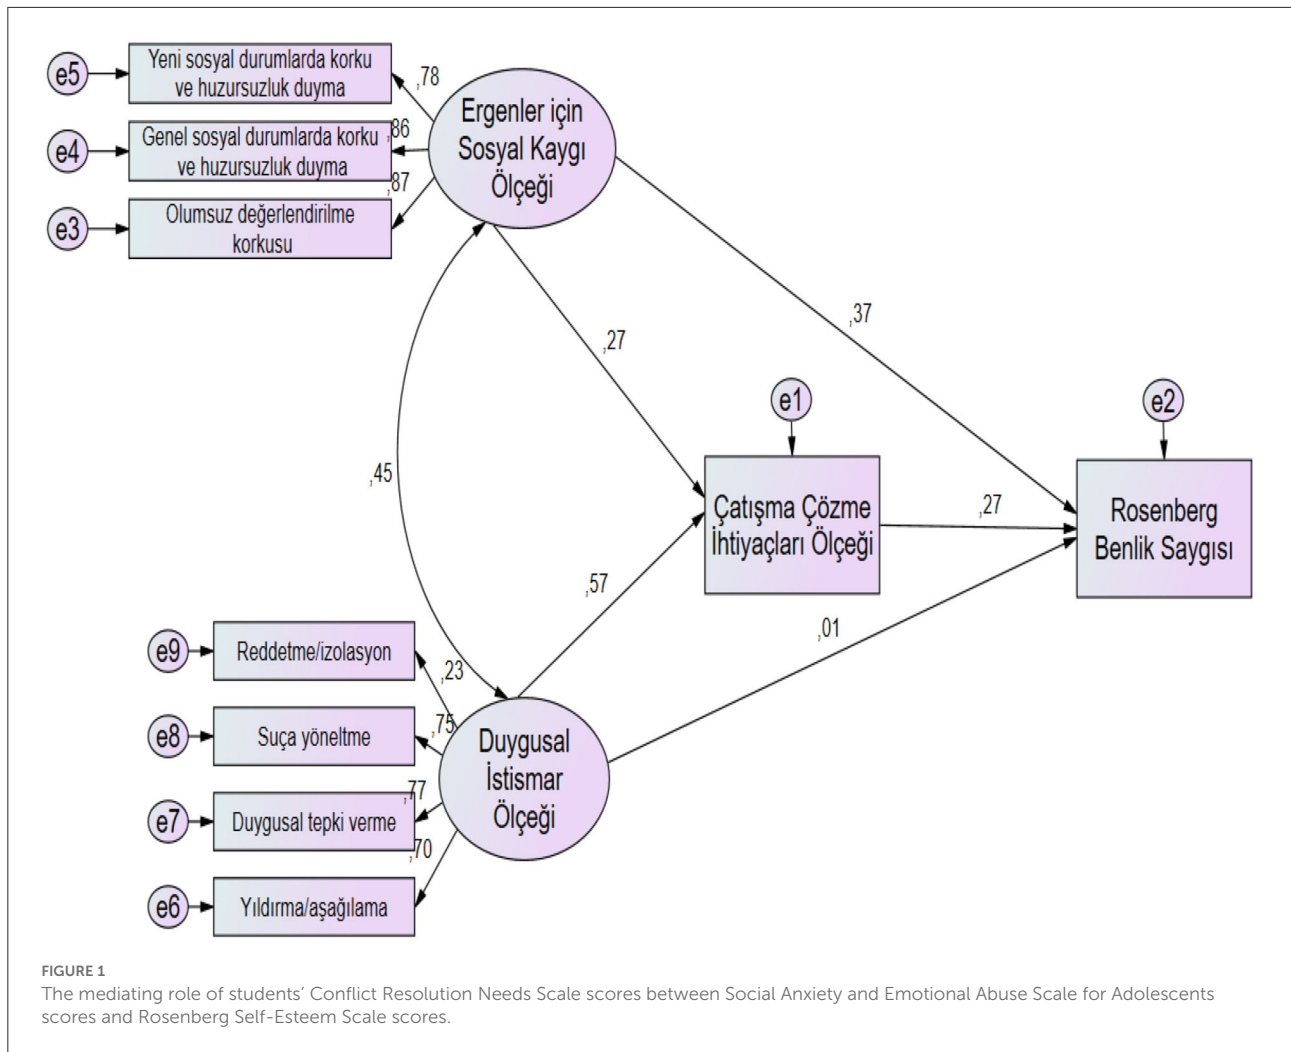 e5
Yeni sosyal durumlarda korku
ve huzursuzluk duyma
,78
Ergenler için
Sosyal Kaygı
Ölçeği
e4
Genel sosyal durumlarda korku
ve huzursuzluk duyma
,86
e3
Olumsuz değerlendirilme
korkusu
,87
,37
,27
,45
e1
e2
Çatışma Çözme
İhtiyaçları Ölçeği
,27
Rosenberg
Benlik Saygısı
,57
,01
e9
Reddetme/izolasyon
,23
e8
Suça yöneltme
,75
Duygusal
İstismar
Ölçeği
e7
Duygusal tepki verme
,77
e6
Yıldırma/aşağılama
,70
FIGURE 1
The mediating role of students’ Conflict Resolution Needs Scale scores between Social Anxiety and Emotional Abuse Scale for Adolescents
scores and Rosenberg Self-Esteem Scale scores.